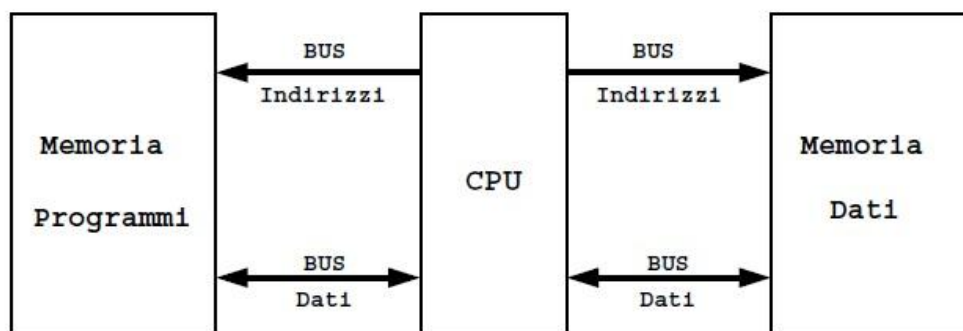 BUS
Indirizzi
BUS
Indirizzi
Memoria
Programmi
CPU
Memoria
Dati
BUS
Dati
BUS
Dati